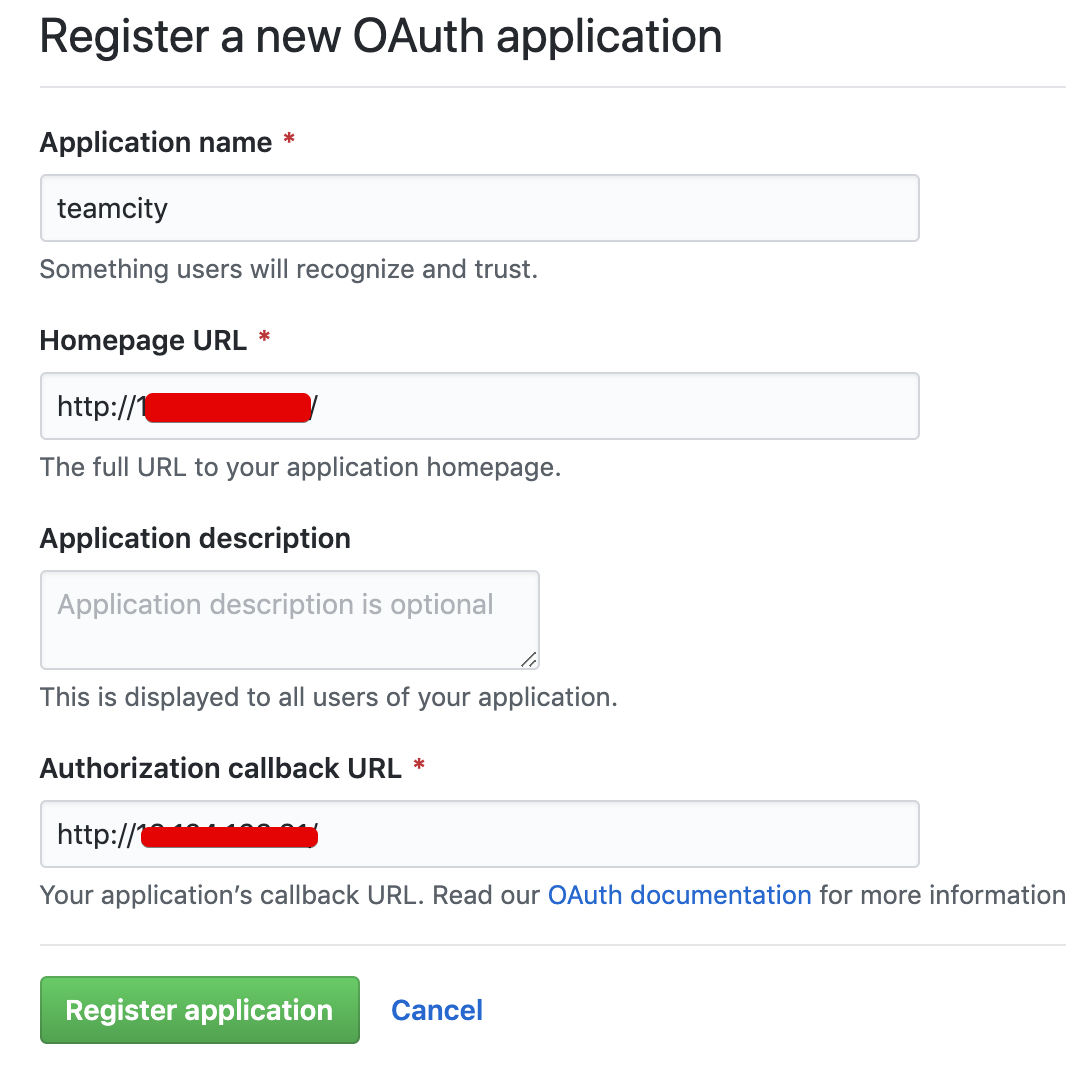 Register a new OAuth application
Application name *
teamcity
Something users will recognize and trust.
Homepage URL *
http://1 /
The full URL to your application homepage.
Application description
Application description is optional
This is displayed to all users of your application.
Authorization callback URL *
http://
Your application’s callback URL. Read our OAuth documentation for more information
Register application
Cancel